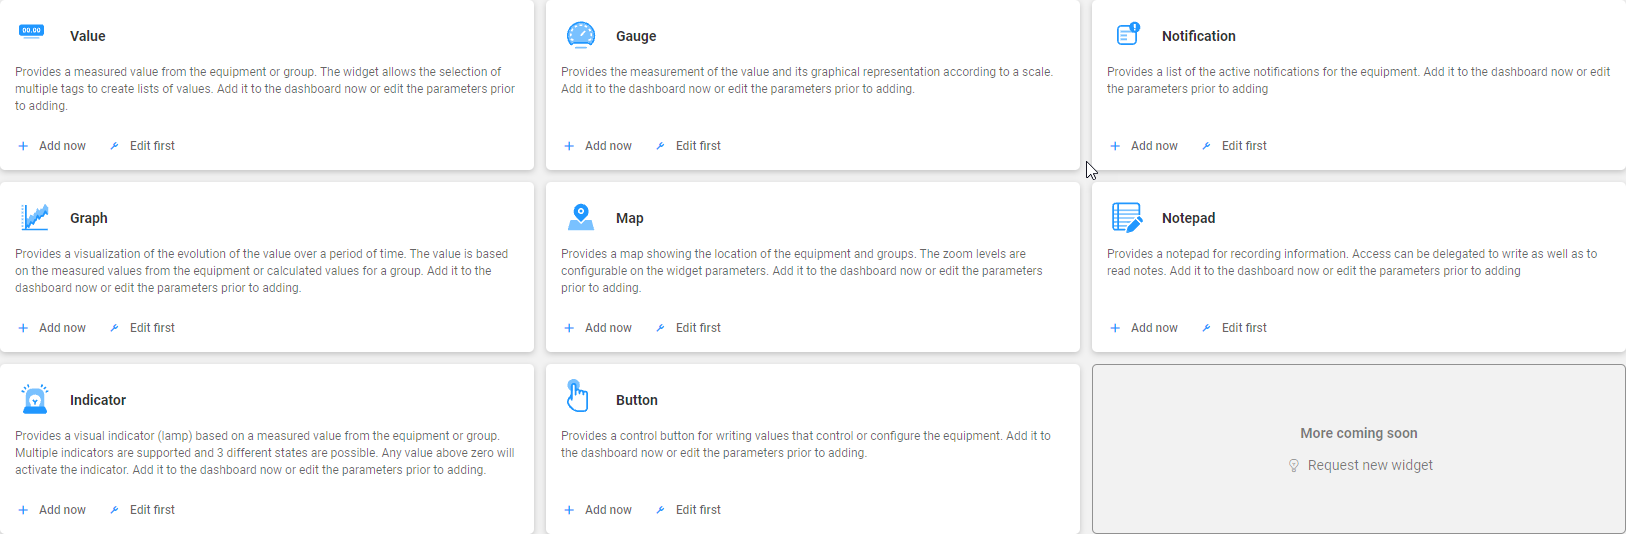 00.00
Value
Provides a measured value from the equipment or group. The widget allows the selection of
multiple tags to create lists of values. Add it to the dashboard now or edit the parameters prior
to adding.
+ Add now Edit first
Gauge
Provides the measurement of the value and its graphical representation according to a scale.
Add it to the dashboard now or edit the parameters prior to adding.
+ Add now Edit first
Notification
Provides a list of the active notifications for the equipment. Add it to the dashboard now or edit
the parameters prior to adding
+ Add now Edit first
Graph
Provides a visualization of the evolution of the value over a period of time. The value is based
on the measured values from the equipment or calculated values for a group. Add it to the
dashboard now or edit the parameters prior to adding.
+ Add now Edit first
Map
Provides a map showing the location of the equipment and groups. The zoom levels are
configurable on the widget parameters. Add it to the dashboard now or edit the parameters
prior to adding.
+ Add now Edit first
Notepad
Provides a notepad for recording information. Access can be delegated to write as well as to
read notes. Add it to the dashboard now or edit the parameters prior to adding
+ Add now Edit first
Indicator
Provides a visual indicator (lamp) based on a measured value from the equipment or group.
Multiple indicators are supported and 3 different states are possible. Any value above zero will
activate the indicator. Add it to the dashboard now or edit the parameters prior to adding.
+ Add now Edit first
Button
Provides a control button for writing values that control or configure the equipment. Add it to
the dashboard now or edit the parameters prior to adding.
+ Add now Edit first
More coming soon
Request new widget